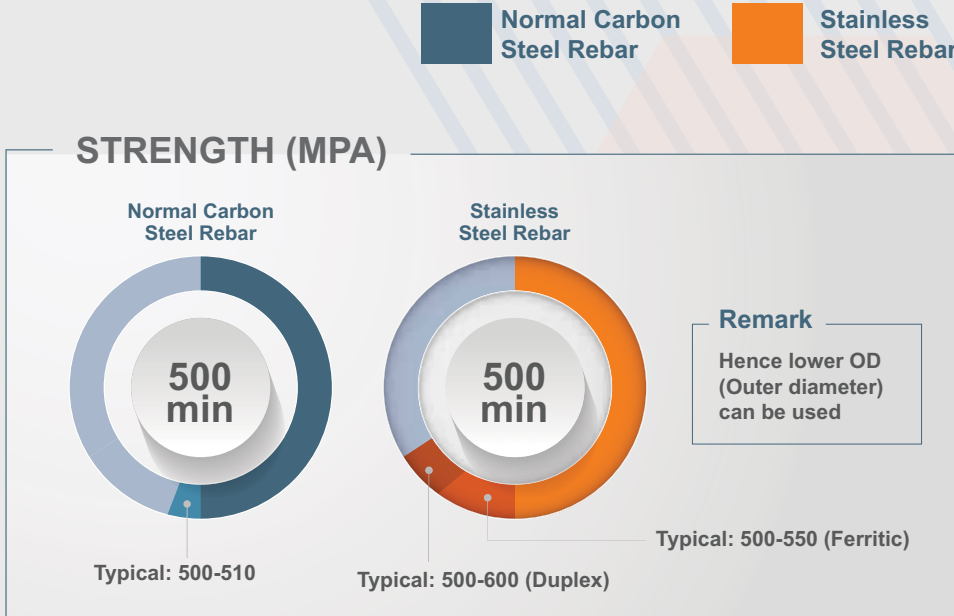 Normal Carbon
Steel Rebar
Stainless
Steel Rebar
STRENGTH (MPA)
Normal Carbon
Steel Rebar
500
min
Typical: 500-510
Stainless
Steel Rebar
500
min
Typical: 500-600 (Duplex)
Typical: 500-550 (Ferritic)
Remark
Hence lower OD
(Outer diameter)
can be used